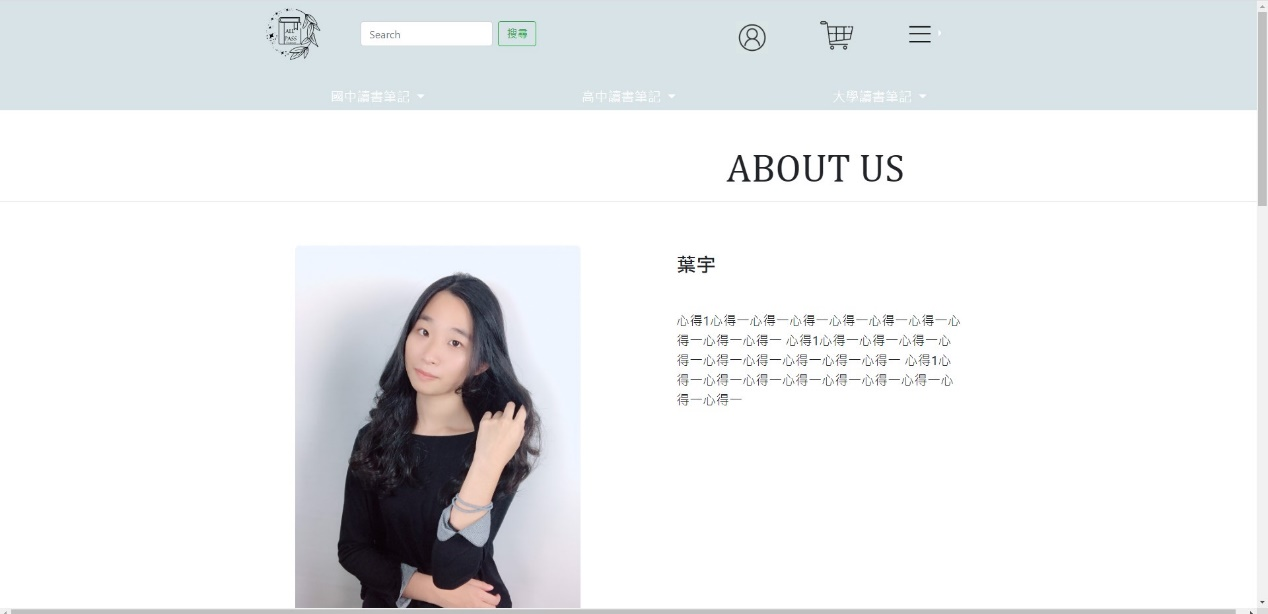 ALL
PASS
Search
搜尋
國中讀書筆記
高中讀書筆記
大學讀書筆記
ABOUT US
葉宇
心得1心得一心得一心得一心得一心得一心得一心
得一心得一心得一 心得1心得一心得一心得一心
得一心得一心得一心得一心得一心得一 心得1心
得一心得一心得一心得一心得一心得一心得一心
得一心得一